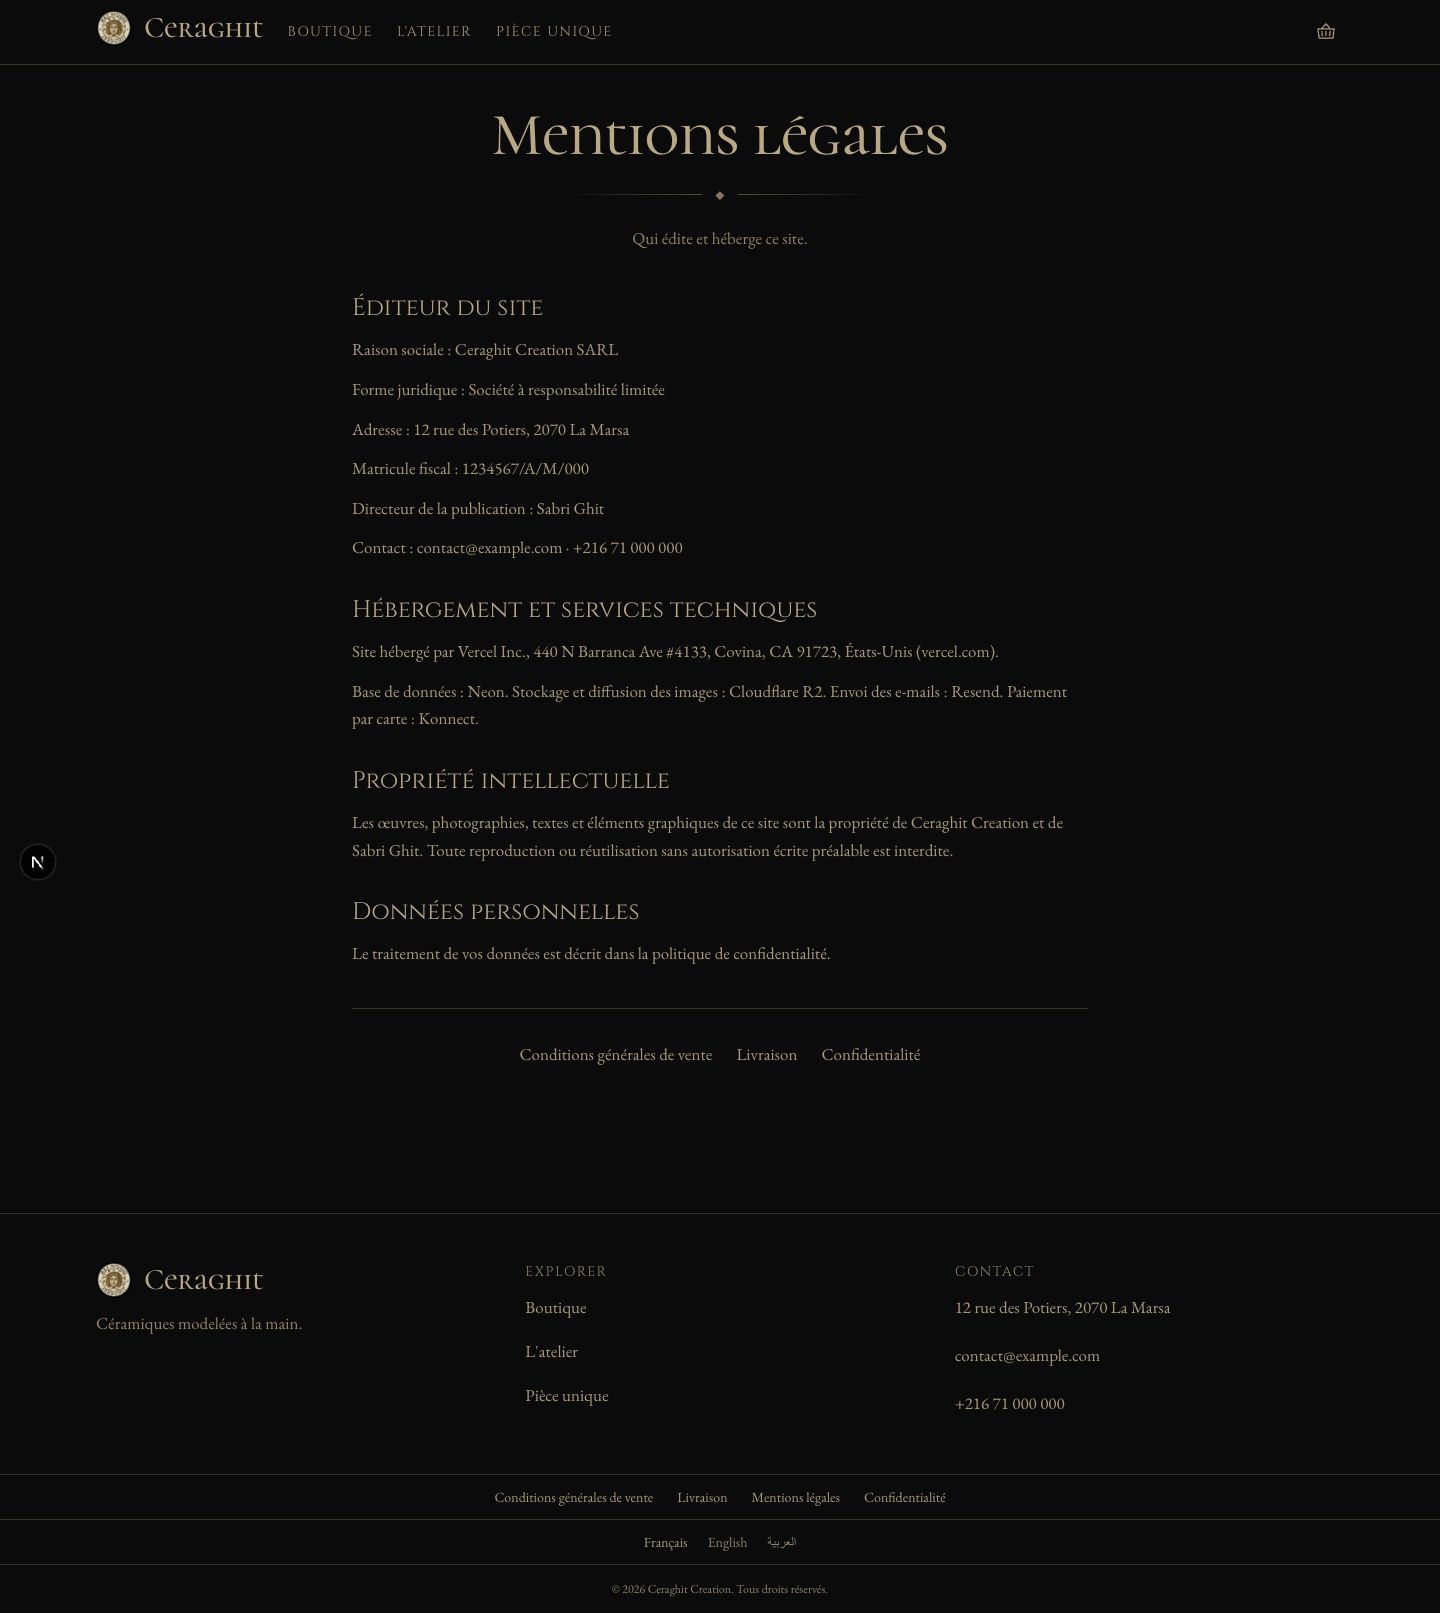 Ceraghit BOUTIQUE L'ATELIER PIÈCE UNIQUE
Mentions légales
Qui édite et héberge ce site.
Éditeur du site
Raison sociale : Ceraghit Creation SARL
Forme juridique : Société à responsabilité limitée
Adresse : 12 rue des Potiers, 2070 La Marsa
Matricule fiscal : 1234567/A/M/000
Directeur de la publication : Sabri Ghit
Contact : contact@example.com · +216 71 000 000
Hébergement et services techniques
Site hébergé par Vercel Inc., 440 N Barranca Ave #4133, Covina, CA 91723, États-Unis (vercel.com).
Base de données : Neon. Stockage et diffusion des images : Cloudflare R2. Envoi des e-mails : Resend. Paiement
par carte : Konnect.
Propriété intellectuelle
Les œuvres, photographies, textes et éléments graphiques de ce site sont la propriété de Ceraghit Creation et de
Sabri Ghit. Toute reproduction ou réutilisation sans autorisation écrite préalable est interdite.
N
Données personnelles
Le traitement de vos données est décrit dans la politique de confidentialité.
Conditions générales de vente Livraison Confidentialité
Ceraghit
Céramiques modelées à la main.
EXPLORER
Boutique
L'atelier
Pièce unique
CONTACT
12 rue des Potiers, 2070 La Marsa
contact@example.com
+216 71 000 000
Conditions générales de vente Livraison Mentions légales Confidentialité
Français English العربية
© 2026 Ceraghit Creation. Tous droits réservés.